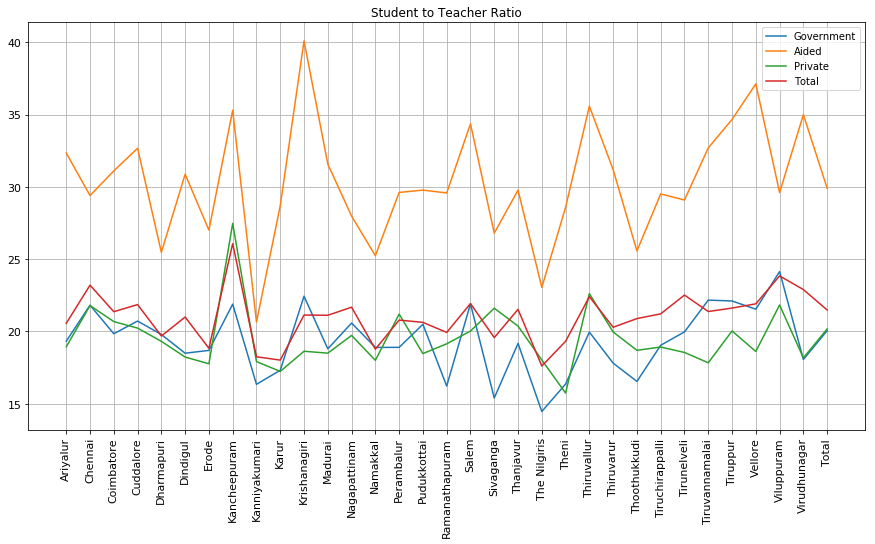 Student to Teacher Ratio
Government
Aided
Private
Total
40
35
30
25
20
15
Ariyalur
Chennai
Coimbatore
Cuddalore
Dharmapuri
Dindigul
Erode
Kancheepuram
Kanniyakumari
Karur
Krishanagiri
Madurai
Nagapattinam
Namakkal
Perambalur
Pudukkottai
Ramanathapuram
Salem
Sivaganga
Thanjavur
The Nilgiris
Theni
Thiruvallur
Thiruvarur
Thoothukkudi
Tiruchirappalli
Tirunelveli
Tiruvannamalai
Tiruppur
Vellore
Viluppuram
Virudhunagar
Total